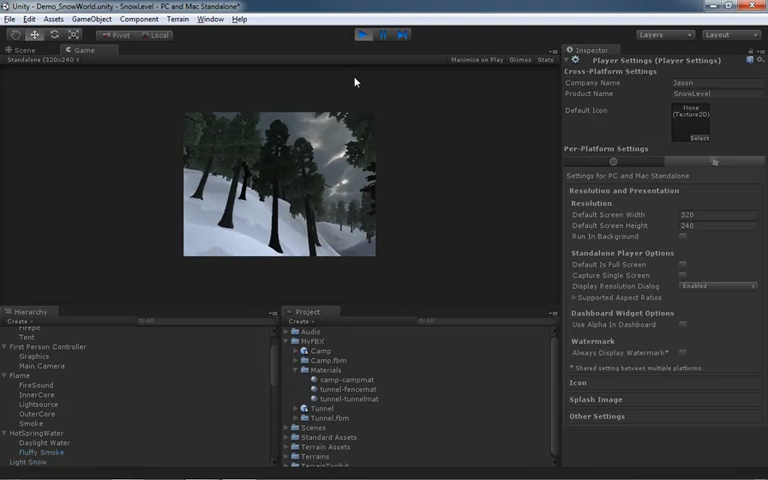 Unity - Demo_SnowWorld.unity - SnowLevel - PC and Mac Standalone*
File Edit Assets GameObject Component Terrain Window Help
Pivot Local Layers Layout
Scene Game
Standalone (320x240 Maximize on Play Gizmos Stats
Inspector
Player Settings (Player Settings)
Cross-Platform Settings
Company Name Jason
Product Name SnowLevel
Default Icon None
(Texture2D)
Select
Per-Platform Settings
Settings for PC and Mac Standalone
Resolution and Presentation
Resolution
Default Screen Width 320
Default Screen Height 240
Run In Background
Standalone Player Options
Default Is Full Screen
Capture Single Screen
Display Resolution Dialog Enabled
Supported Aspect Ratios
Dashboard Widget Options
Use Alpha In Dashboard
Watermark
Always Display Watermark*
* Shared setting between multiple platforms.
Icon
Splash Image
Other Settings
Hierarchy
Create All
Firepit
Tent
First Person Controller
Graphics
Main Camera
Flame
FireSound
InnerCore
Lightsource
OuterCore
Smoke
HotSpringWater
Daylight Water
Fluffy Smoke
Light Snow
Project
Create All
Audio
MyFBX
Camp
Camp.fbm
Materials
camp-campmat
tunnel-fencemat
tunnel-tunnelmat
Tunnel
Tunnel.fbm
Scenes
Standard Assets
Terrain Assets
Terrains
TerrainToolkit